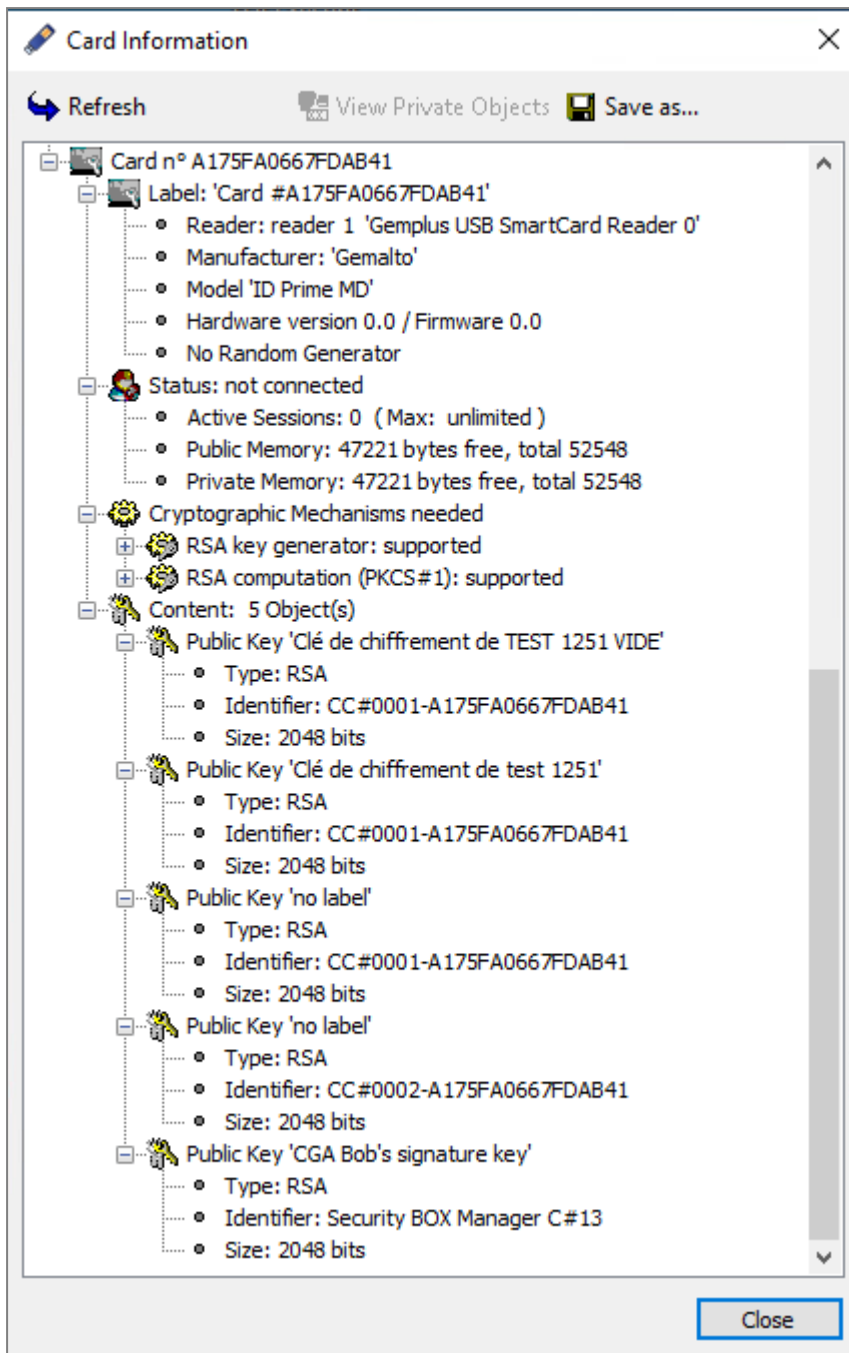 Card Information
Refresh View Private Objects Save as...
Card n° A175FA0667FDAB41
Label: 'Card #A175FA0667FDAB41'
Reader: reader 1 'Gemplus USB SmartCard Reader 0'
Manufacturer: 'Gemalto'
Model 'ID Prime MD'
Hardware version 0.0 / Firmware 0.0
No Random Generator
Status: not connected
Active Sessions: 0 ( Max: unlimited )
Public Memory: 47221 bytes free, total 52548
Private Memory: 47221 bytes free, total 52548
Cryptographic Mechanisms needed
RSA key generator: supported
RSA computation (PKCS#1): supported
Content: 5 Object(s)
Public Key 'Clé de chiffrement de TEST 1251 VIDE'
Type: RSA
Identifier: CC#0001-A175FA0667FDAB41
Size: 2048 bits
Public Key 'Clé de chiffrement de test 1251'
Type: RSA
Identifier: CC#0001-A175FA0667FDAB41
Size: 2048 bits
Public Key 'no label'
Type: RSA
Identifier: CC#0001-A175FA0667FDAB41
Size: 2048 bits
Public Key 'no label'
Type: RSA
Identifier: CC#0002-A175FA0667FDAB41
Size: 2048 bits
Public Key 'CGA Bob's signature key'
Type: RSA
Identifier: Security BOX Manager C#13
Size: 2048 bits
Close